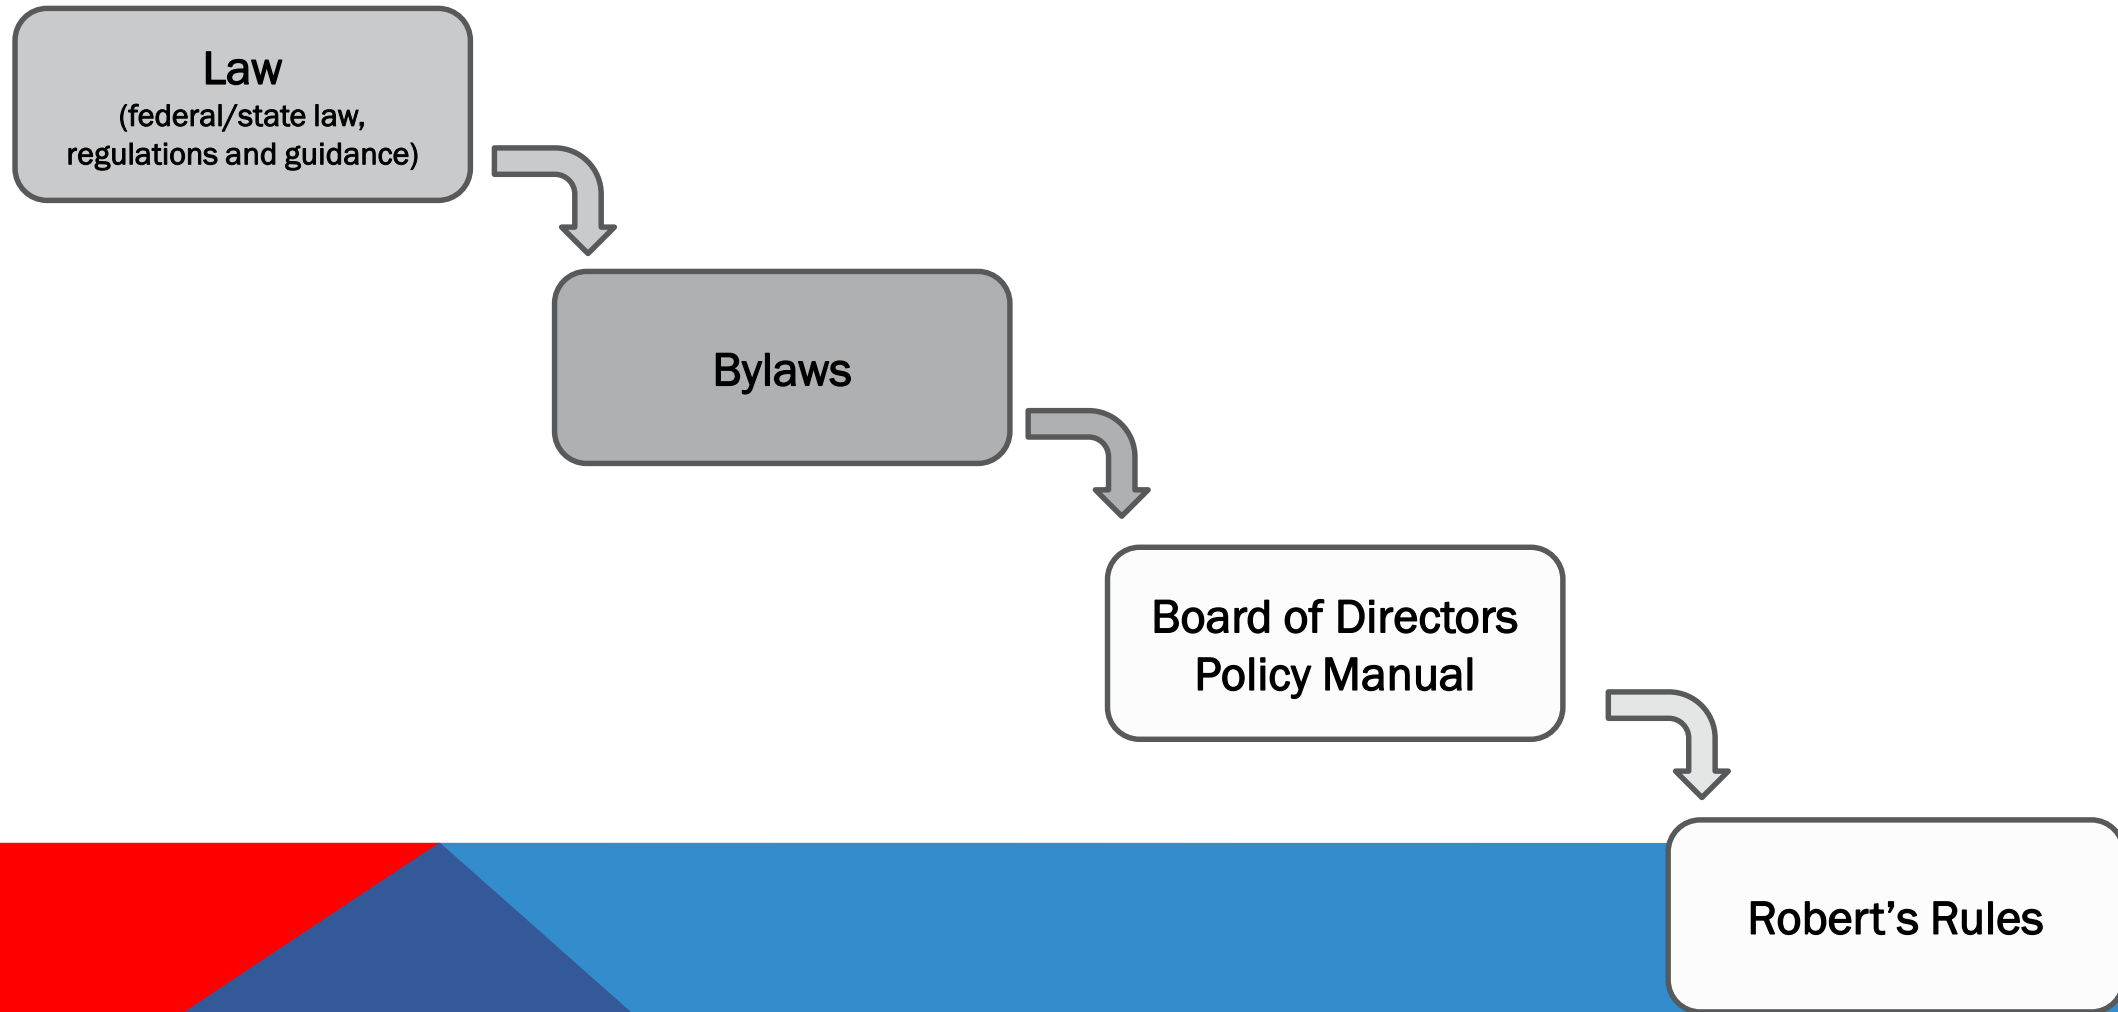 Law
(federal/state law,
regulations and guidance)
Bylaws
Board of Directors
Policy Manual
Robert’s Rules